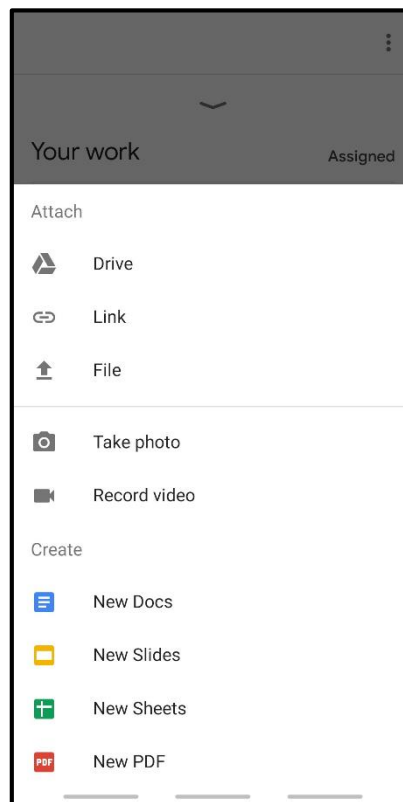 Your work
Assigned
Attach
Drive
Link
File
Take photo
Record video
Create
New Docs
New Slides
New Sheets
PDF New PDF